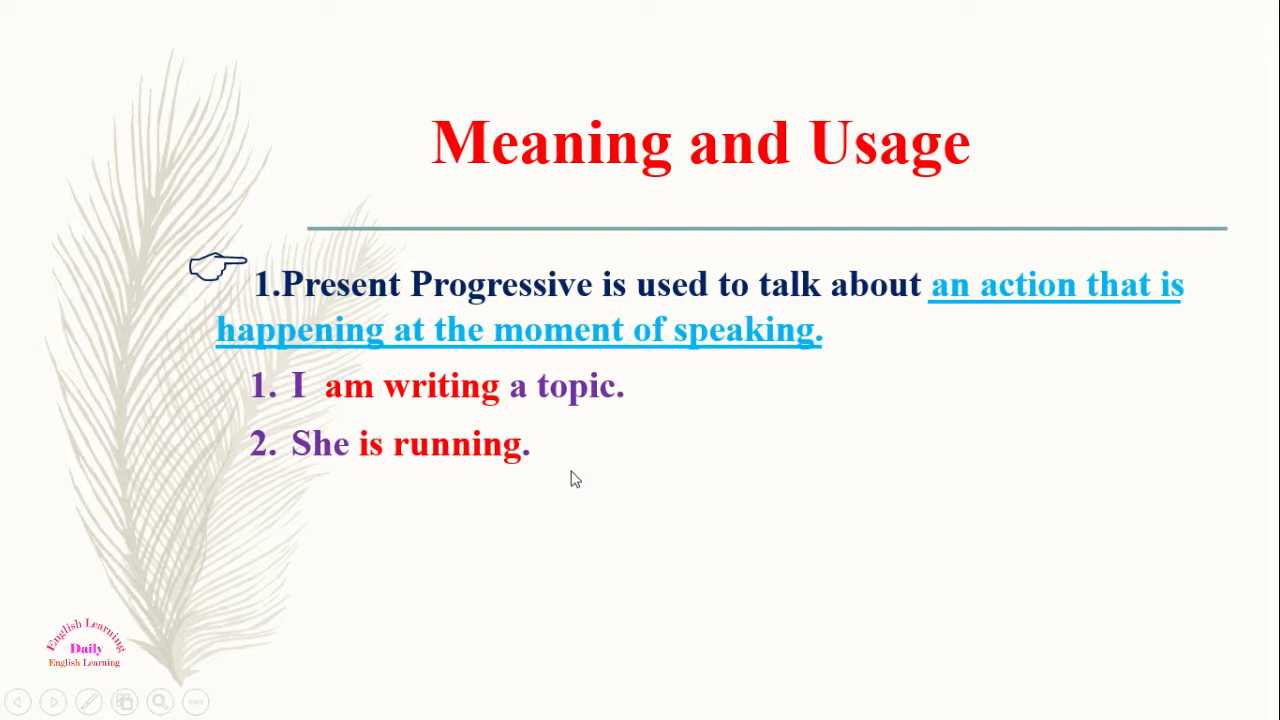 Meaning and Usage
1.Present Progressive is used to talk about an action that is
happening at the moment of speaking.
1. I am writing a topic.
2. She is running.
English Learning
Daily
English Learning